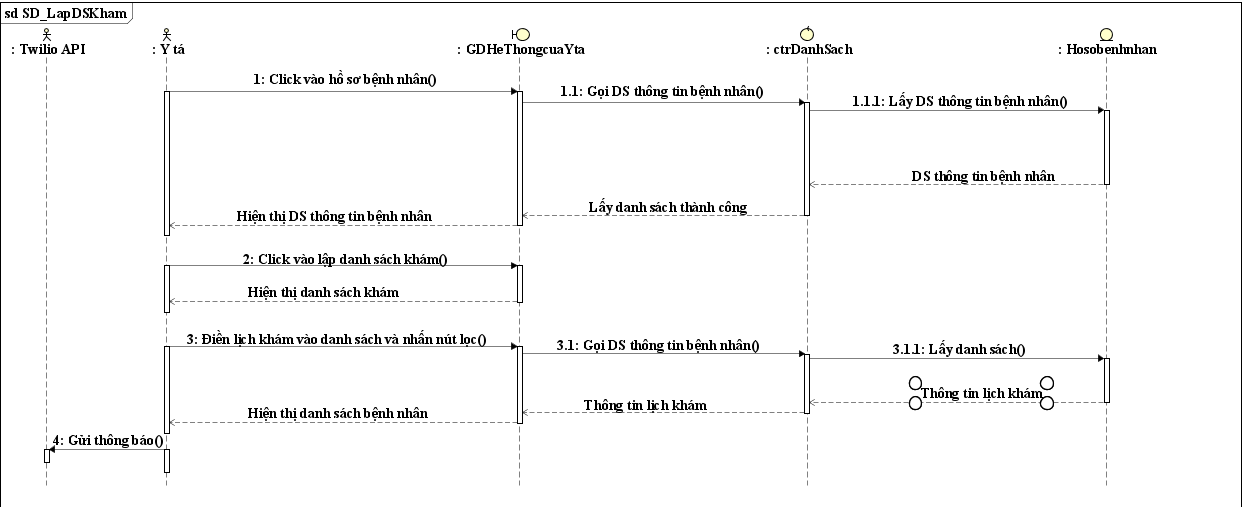 sd SD_LapDSKham
: Twilio API
: Y tá
: GDHeThongcuaYta
: ctrDanhSach
: Hosobenhnhan
1: Click vào hồ sơ bệnh nhân()
1.1: Gọi DS thông tin bệnh nhân()
1.1.1: Lấy DS thông tin bệnh nhân()
DS thông tin bệnh nhân
Lấy danh sách thành công
Hiện thị DS thông tin bệnh nhân
2: Click vào lập danh sách khám()
Hiện thị danh sách khám
3: Điền lịch khám vào danh sách và nhấn nút lọc()
3.1: Gọi DS thông tin bệnh nhân()
3.1.1: Lấy danh sách()
Thông tin lịch khám
Thông tin lịch khám
Hiện thị danh sách bệnh nhân
4: Gửi thông báo()